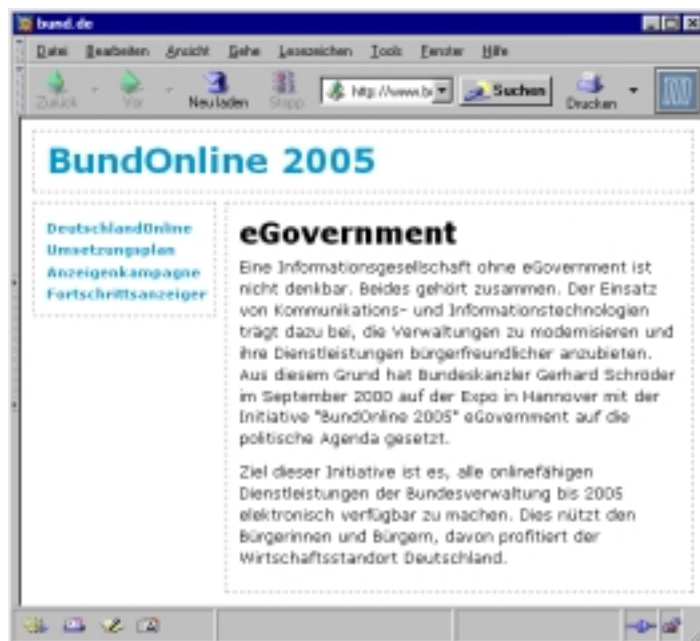 bund.de
Datei Bearbeiten Ansicht Gehe Lesezeichen Tools Fenster Hilfe
Zurück Vor Neu laden Stopp http://www.b Suchen Drucken
BundOnline 2005
DeutschlandOnline
Umsetzungsplan
Anzeigenkampagne
Fortschrittsanzeiger
eGovernment
Eine Informationsgesellschaft ohne eGovernment ist
nicht denkbar. Beides gehört zusammen. Der Einsatz
von Kommunikations- und Informationstechnologien
trägt dazu bei, die Verwaltungen zu modernisieren und
ihre Dienstleistungen bürgerfreundlicher anzubieten.
Aus diesem Grund hat Bundeskanzler Gerhard Schröder
im September 2000 auf der Expo in Hannover mit der
Initiative "BundOnline 2005" eGovernment auf die
politische Agenda gesetzt.
Ziel dieser Initiative ist es, alle onlinefähigen
Dienstleistungen der Bundesverwaltung bis 2005
elektronisch verfügbar zu machen. Dies nützt den
Bürgerinnen und Bürgern, davon profitiert der
Wirtschaftsstandort Deutschland.